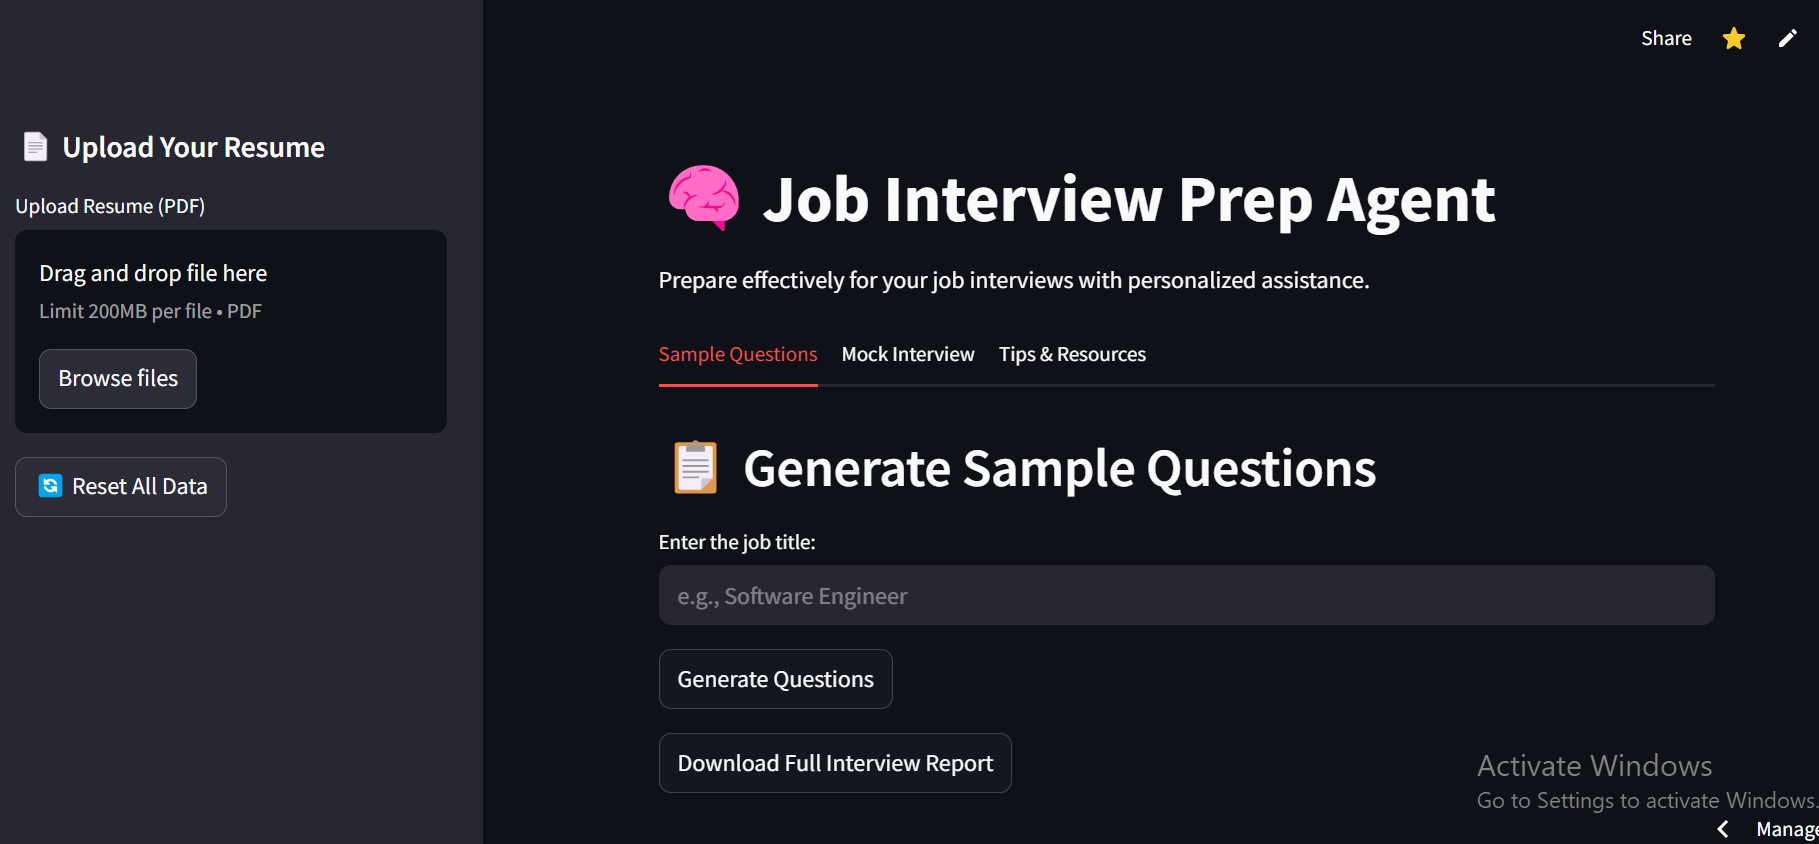 Share
Upload Your Resume
Upload Resume (PDF)
Drag and drop file here
Limit 200MB per file • PDF
Browse files
Reset All Data
Job Interview Prep Agent
Prepare effectively for your job interviews with personalized assistance.
Sample Questions Mock Interview Tips & Resources
Generate Sample Questions
Enter the job title:
e.g., Software Engineer
Generate Questions
Download Full Interview Report
Activate Windows
Go to Settings to activate Windows.
Manage